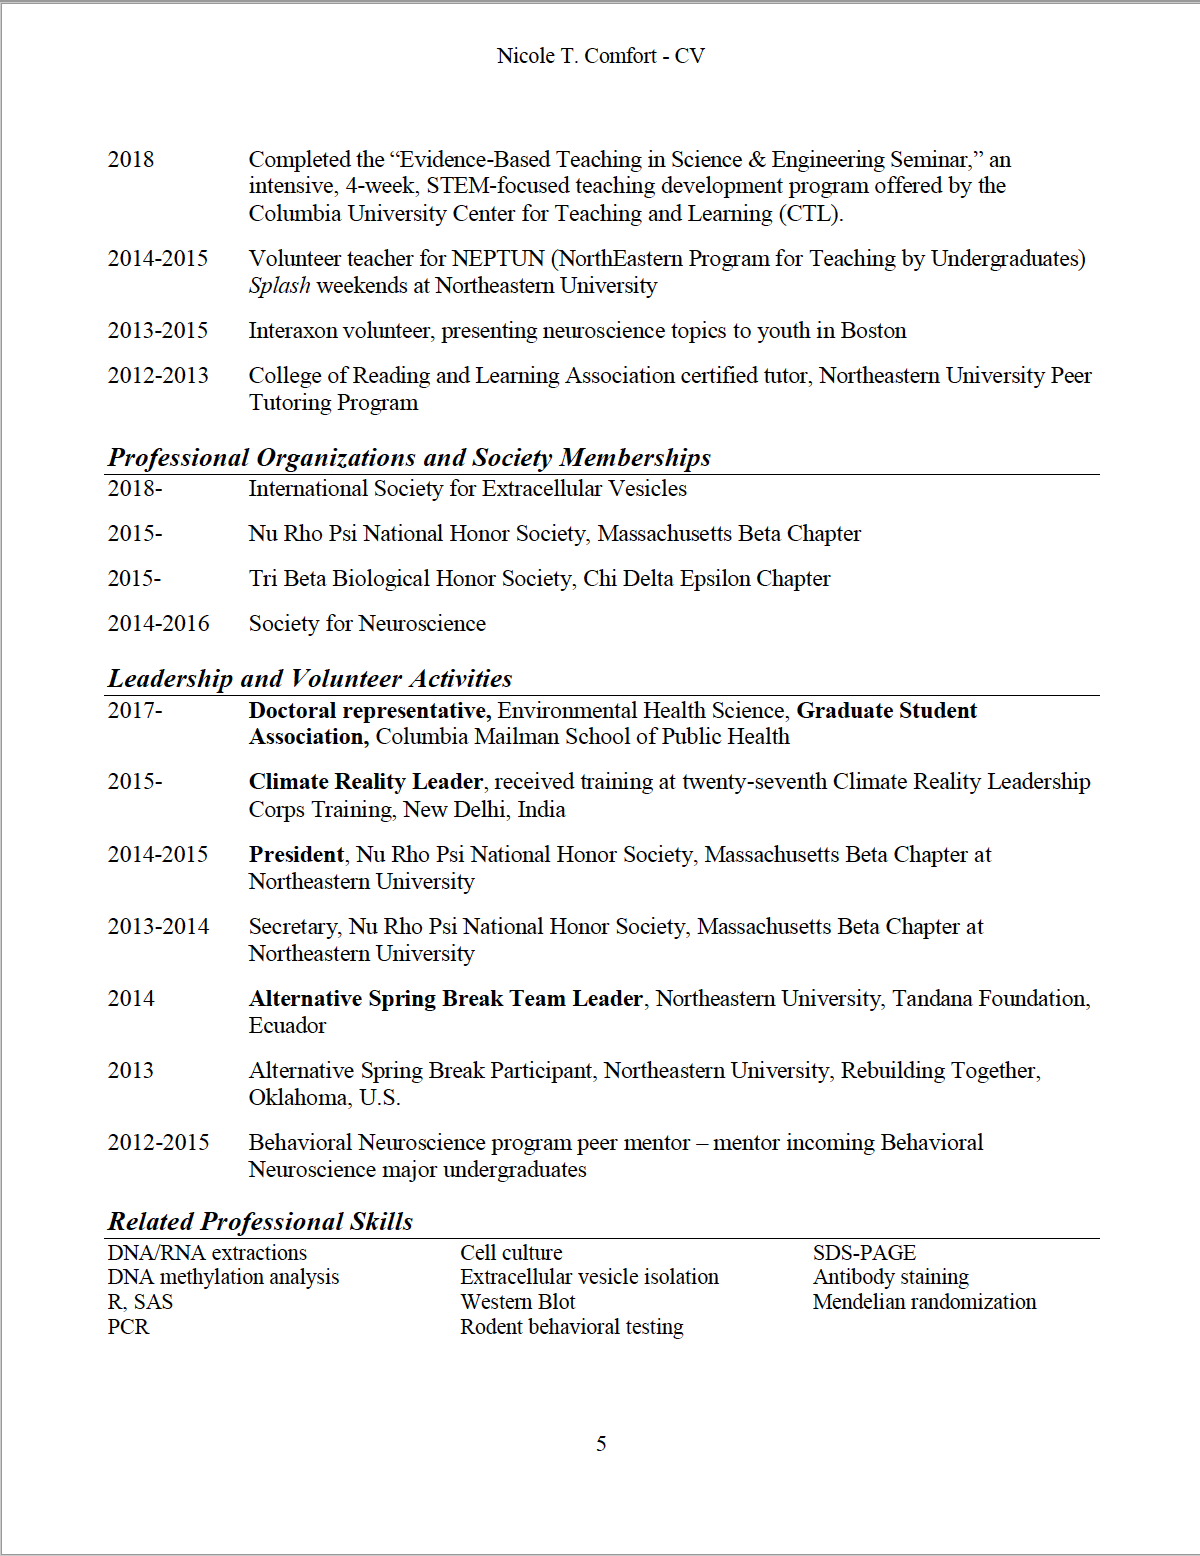 Nicole T. Comfort - CV
2018 Completed the “Evidence-Based Teaching in Science & Engineering Seminar,” an
intensive, 4-week, STEM-focused teaching development program offered by the
Columbia University Center for Teaching and Learning (CTL).
2014-2015 Volunteer teacher for NEPTUN (NorthEastern Program for Teaching by Undergraduates)
Splash weekends at Northeastern University
2013-2015 Interaxon volunteer, presenting neuroscience topics to youth in Boston
2012-2013 College of Reading and Learning Association certified tutor, Northeastern University Peer
Tutoring Program
Professional Organizations and Society Memberships
2018- International Society for Extracellular Vesicles
2015- Nu Rho Psi National Honor Society, Massachusetts Beta Chapter
2015- Tri Beta Biological Honor Society, Chi Delta Epsilon Chapter
2014-2016 Society for Neuroscience
Leadership and Volunteer Activities
2017- Doctoral representative, Environmental Health Science, Graduate Student
Association, Columbia Mailman School of Public Health
2015- Climate Reality Leader, received training at twenty-seventh Climate Reality Leadership
Corps Training, New Delhi, India
2014-2015 President, Nu Rho Psi National Honor Society, Massachusetts Beta Chapter at
Northeastern University
2013-2014 Secretary, Nu Rho Psi National Honor Society, Massachusetts Beta Chapter at
Northeastern University
2014 Alternative Spring Break Team Leader, Northeastern University, Tandana Foundation,
Ecuador
2013 Alternative Spring Break Participant, Northeastern University, Rebuilding Together,
Oklahoma, U.S.
2012-2015 Behavioral Neuroscience program peer mentor – mentor incoming Behavioral
Neuroscience major undergraduates
Related Professional Skills
DNA/RNA extractions Cell culture SDS-PAGE
DNA methylation analysis Extracellular vesicle isolation Antibody staining
R, SAS Western Blot Mendelian randomization
PCR Rodent behavioral testing
5